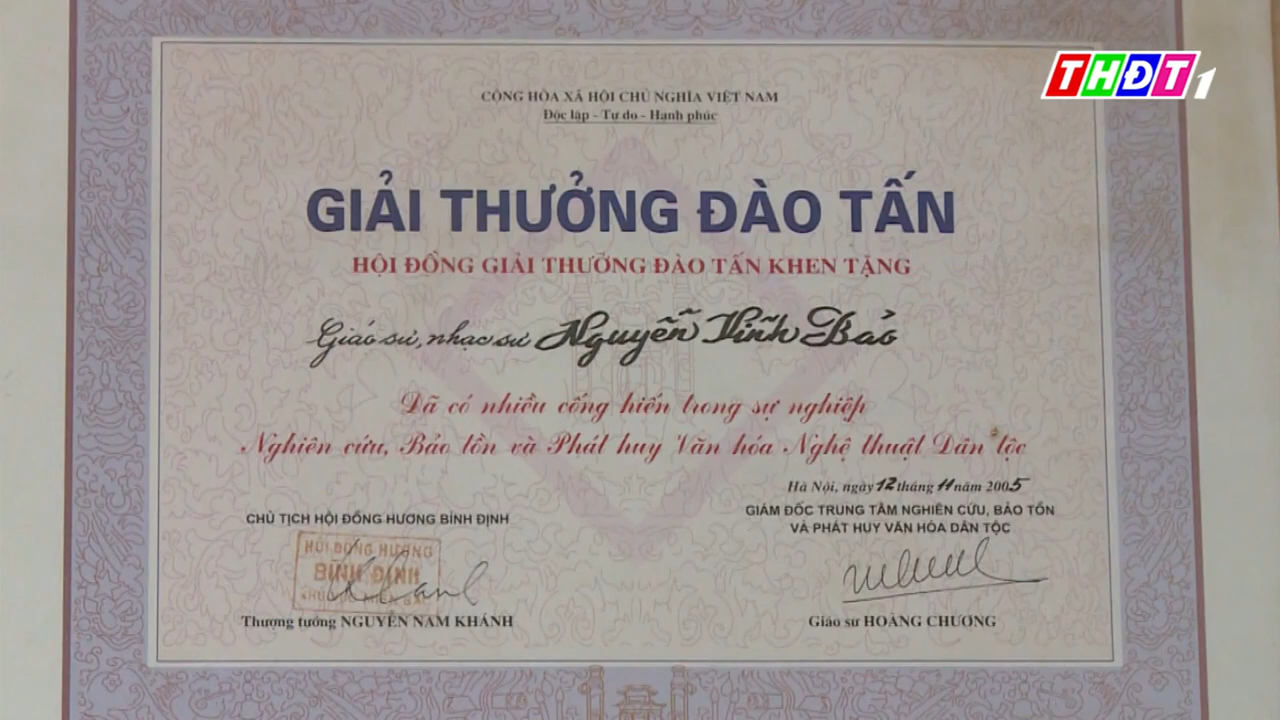 THĐT1
CỘNG HÒA XÃ HỘI CHỦ NGHĨA VIỆT NAM
Độc lập - Tự do - Hạnh phúc
GIẢI THƯỞNG ĐÀO TẤN
HỘI ĐỒNG GIẢI THƯỞNG ĐÀO TẤN KHEN TẶNG
Giáo sư, nhạc sư Nguyễn Vĩnh Bảo
Đã có nhiều cống hiến trong sự nghiệp
Nghiên cứu, Bảo tồn và Phát huy Văn hóa Nghệ thuật Dân tộc
Hà Nội, ngày 12 tháng 11 năm 2005
CHỦ TỊCH HỘI ĐỒNG HƯƠNG BÌNH ĐỊNH
GIÁM ĐỐC TRUNG TÂM NGHIÊN CỨU, BẢO TỒN
VÀ PHÁT HUY VĂN HÓA DÂN TỘC
HỘI ĐỒNG HƯƠNG
BÌNH ĐỊNH
Thượng tướng NGUYỄN NAM KHÁNH
Giáo sư HOÀNG CHƯƠNG